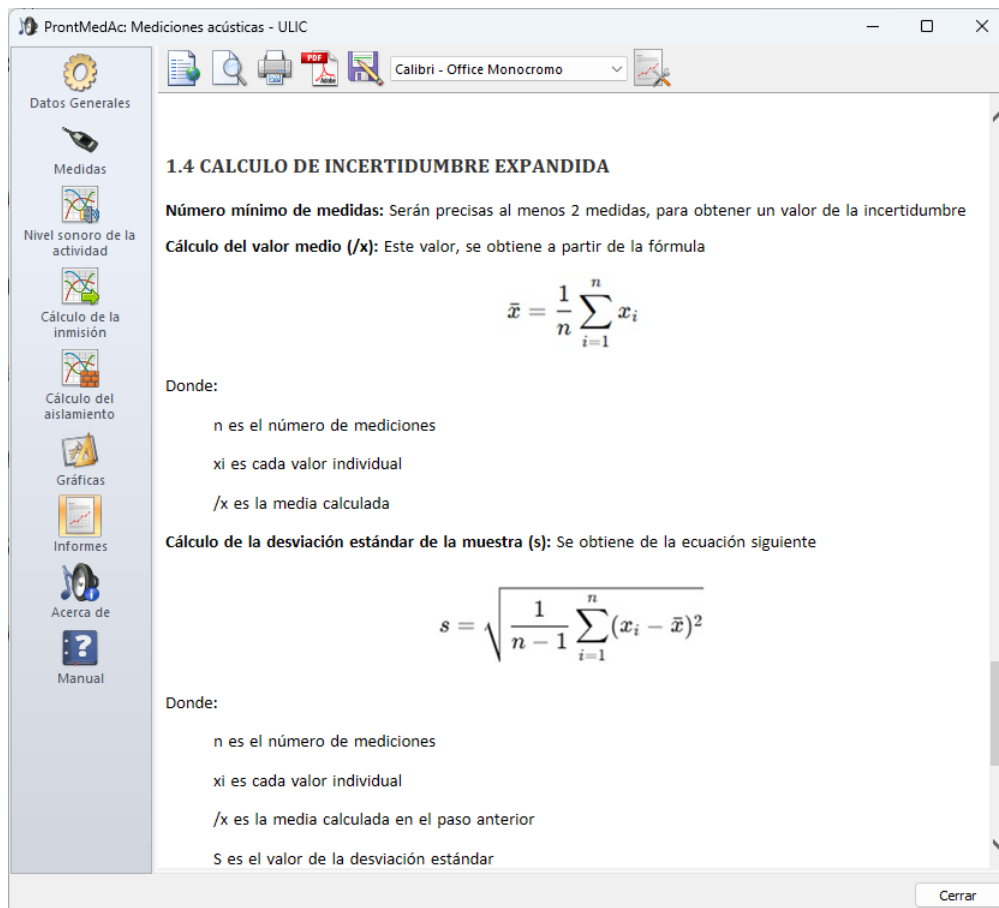 ProntMedAc: Mediciones acústicas - ULIC
Datos Generales
Medidas
Nivel sonoro de la
actividad
Cálculo de la
inmisión
Cálculo del
aislamiento
Gráficas
Informes
Acerca de
Manual
PDF
Adobe
Calibri - Office Monocromo
1.4 CALCULO DE INCERTIDUMBRE EXPANDIDA
Número mínimo de medidas: Serán precisas al menos 2 medidas, para obtener un valor de la incertidumbre
Cálculo del valor medio (/x): Este valor, se obtiene a partir de la fórmula
x̄ = 1/n ∑_{i=1}^{n} x_i
Donde:
n es el número de mediciones
xi es cada valor individual
/x es la media calculada
Cálculo de la desviación estándar de la muestra (s): Se obtiene de la ecuación siguiente
s = √(1/(n − 1) ∑_{i=1}^{n} (x_i − x̄)²)
Donde:
n es el número de mediciones
xi es cada valor individual
/x es la media calculada en el paso anterior
S es el valor de la desviación estándar
Cerrar